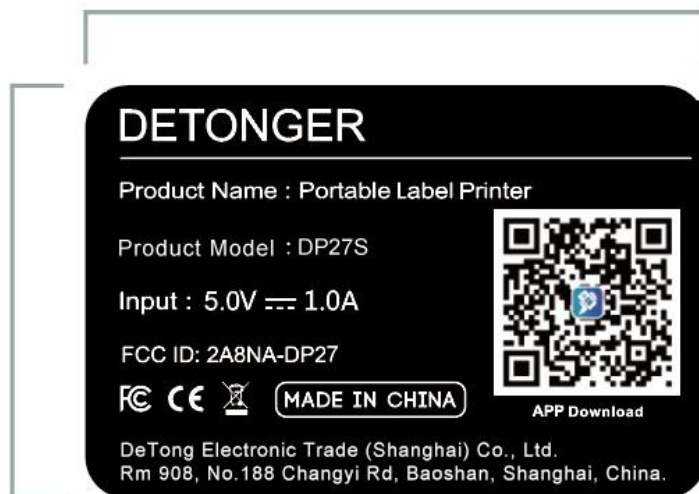 DETONGER
Product Name : Portable Label Printer
Product Model : DP27S
Input : 5.0V ⎓ 1.0A
FCC ID: 2A8NA-DP27
FC CE MADE IN CHINA
APP Download
DeTong Electronic Trade (Shanghai) Co., Ltd.
Rm 908, No.188 Changyi Rd, Baoshan, Shanghai, China.